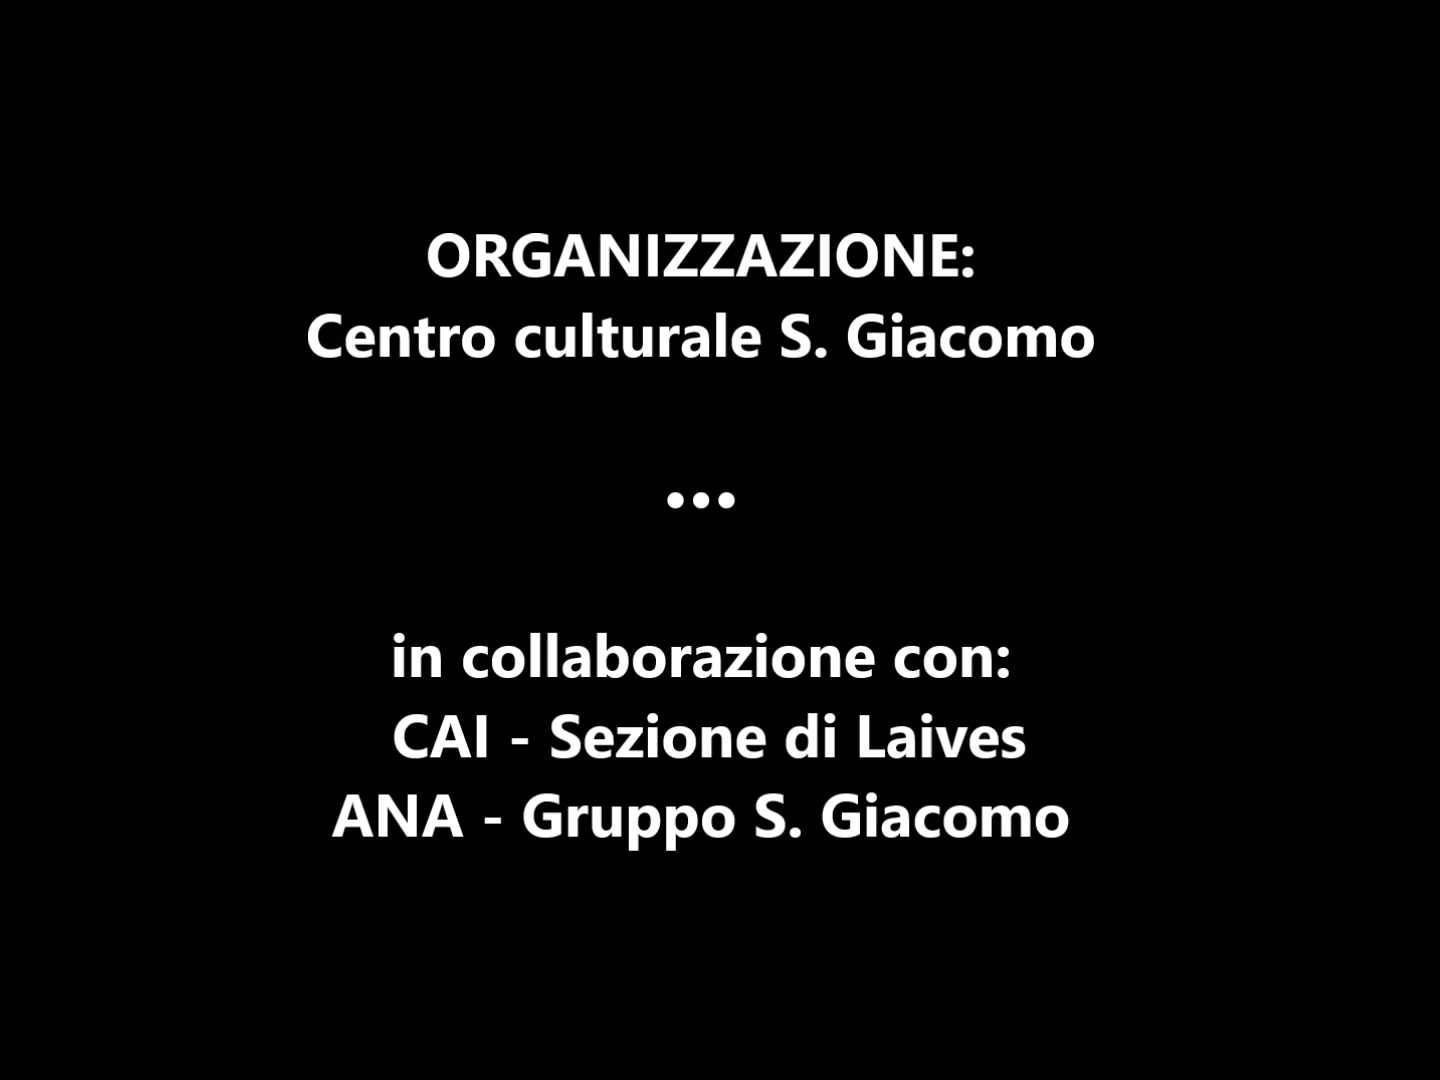 ORGANIZZAZIONE:
Centro culturale S. Giacomo
...
in collaborazione con:
CAI - Sezione di Laives
ANA - Gruppo S. Giacomo